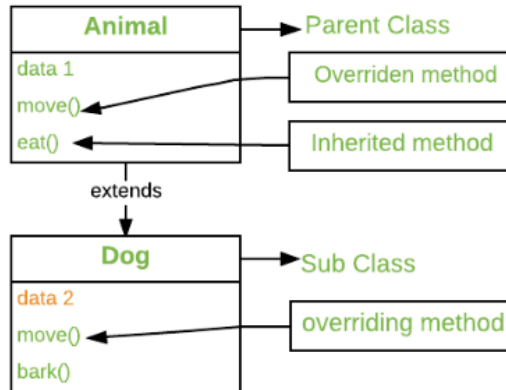 Animal
Parent Class
data 1
Overriden method
move()
eat()
Inherited method
extends
Dog
Sub Class
data 2
move()
overriding method
bark()